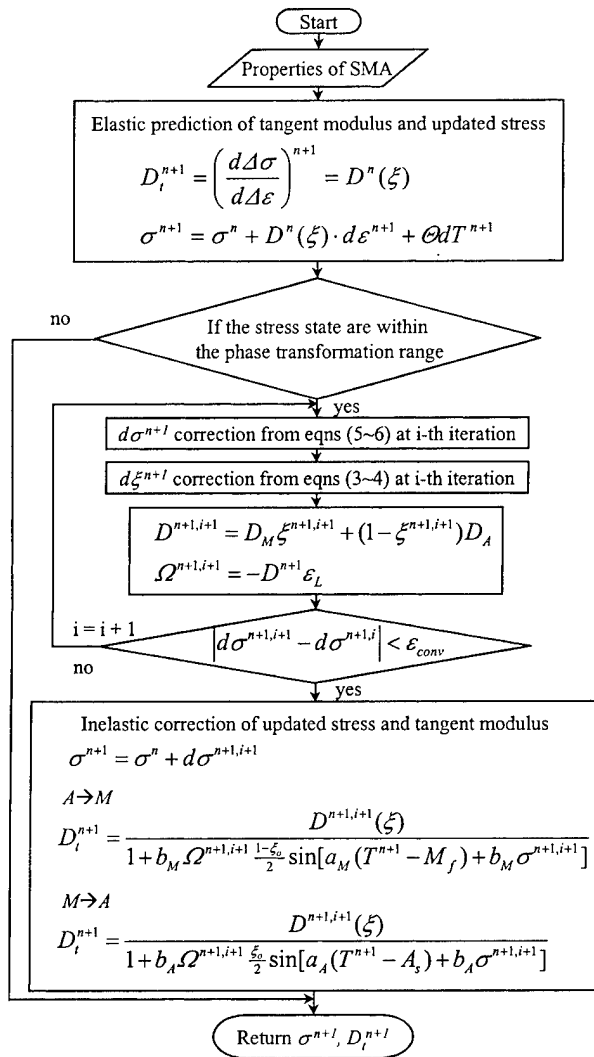 Start
Properties of SMA
Elastic prediction of tangent modulus and updated stress
D_t^{n+1} = (dΔσ / dΔε)^{n+1} = D^n(ξ)
σ^{n+1} = σ^n + D^n(ξ)·dε^{n+1} + ΘdT^{n+1}
no
If the stress state are within
the phase transformation range
yes
dσ^{n+1} correction from eqns (5~6) at i-th iteration
dξ^{n+1} correction from eqns (3~4) at i-th iteration
D^{n+1,i+1} = D_M ξ^{n+1,i+1} + (1-ξ^{n+1,i+1})D_A
Ω^{n+1,i+1} = -D^{n+1} ε_L
i = i + 1
|dσ^{n+1,i+1} - dσ^{n+1,i}| < ε_{conv}
no
yes
Inelastic correction of updated stress and tangent modulus
σ^{n+1} = σ^n + dσ^{n+1,i+1}
A→M
D_t^{n+1} = D^{n+1,i+1}(ξ) / (1 + b_M Ω^{n+1,i+1} (1-ξ_o)/2 sin[a_M(T^{n+1} - M_f) + b_M σ^{n+1,i+1}])
M→A
D_t^{n+1} = D^{n+1,i+1}(ξ) / (1 + b_A Ω^{n+1,i+1} ξ_o/2 sin[a_A(T^{n+1} - A_s) + b_A σ^{n+1,i+1}])
Return σ^{n+1}, D_t^{n+1}